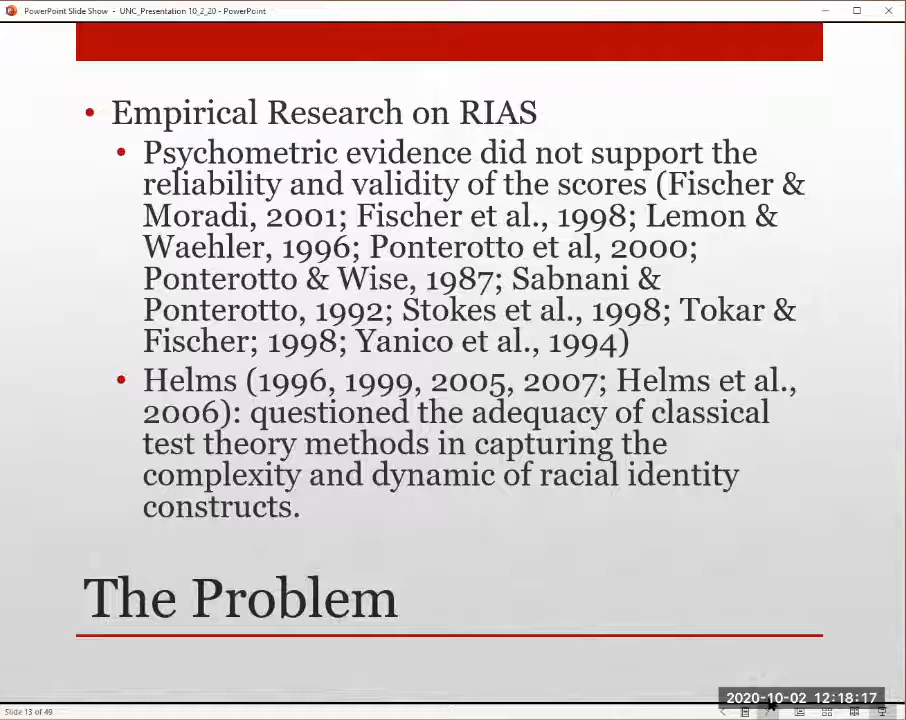 PowerPoint Slide Show - UNC_Presentation 10_2_20 - PowerPoint
• Empirical Research on RIAS
• Psychometric evidence did not support the
reliability and validity of the scores (Fischer &
Moradi, 2001; Fischer et al., 1998; Lemon &
Waehler, 1996; Ponterotto et al, 2000;
Ponterotto & Wise, 1987; Sabnani &
Ponterotto, 1992; Stokes et al., 1998; Tokar &
Fischer; 1998; Yanico et al., 1994)
• Helms (1996, 1999, 2005, 2007; Helms et al.,
2006): questioned the adequacy of classical
test theory methods in capturing the
complexity and dynamic of racial identity
constructs.
The Problem
2020-10-02 12:18:17
Slide 13 of 49